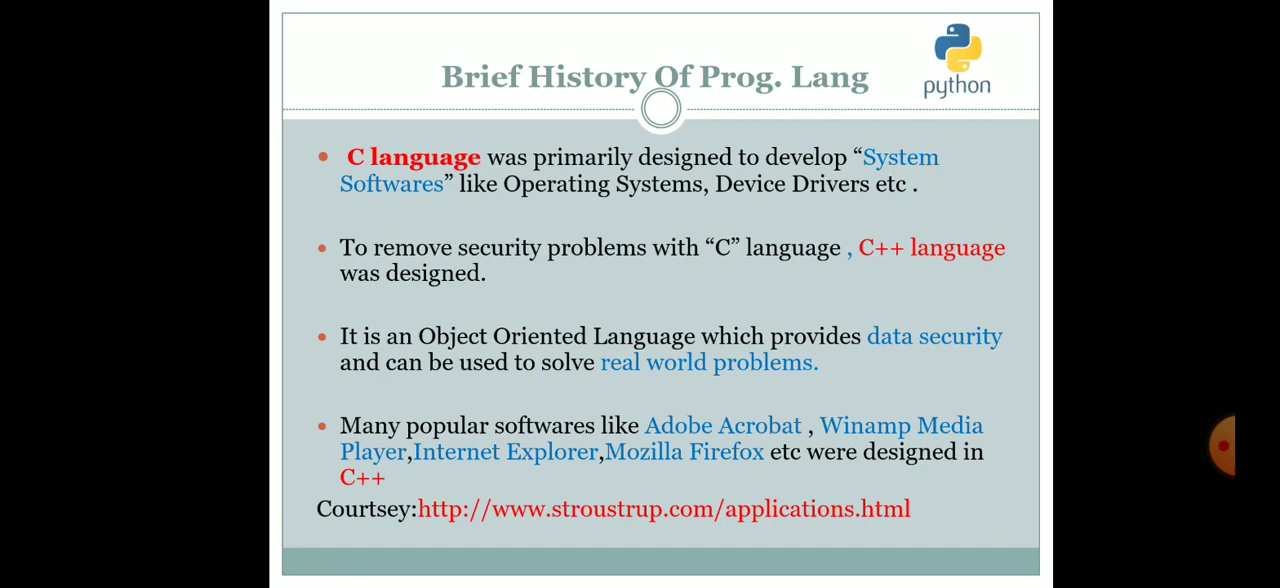 Brief History Of Prog. Lang
python
C language was primarily designed to develop “System
Softwares” like Operating Systems, Device Drivers etc .
To remove security problems with “C” language , C++ language
was designed.
It is an Object Oriented Language which provides data security
and can be used to solve real world problems.
Many popular softwares like Adobe Acrobat , Winamp Media
Player,Internet Explorer,Mozilla Firefox etc were designed in
C++
Courtsey:http://www.stroustrup.com/applications.html